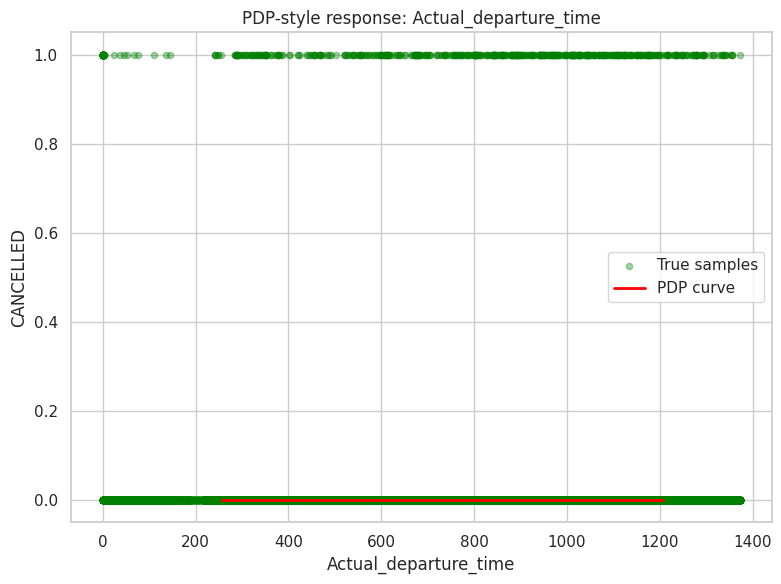 PDP-style response: Actual_departure_time
CANCELLED
1.0
0.8
0.6
0.4
0.2
0.0
True samples
PDP curve
0 200 400 600 800 1000 1200 1400
Actual_departure_time